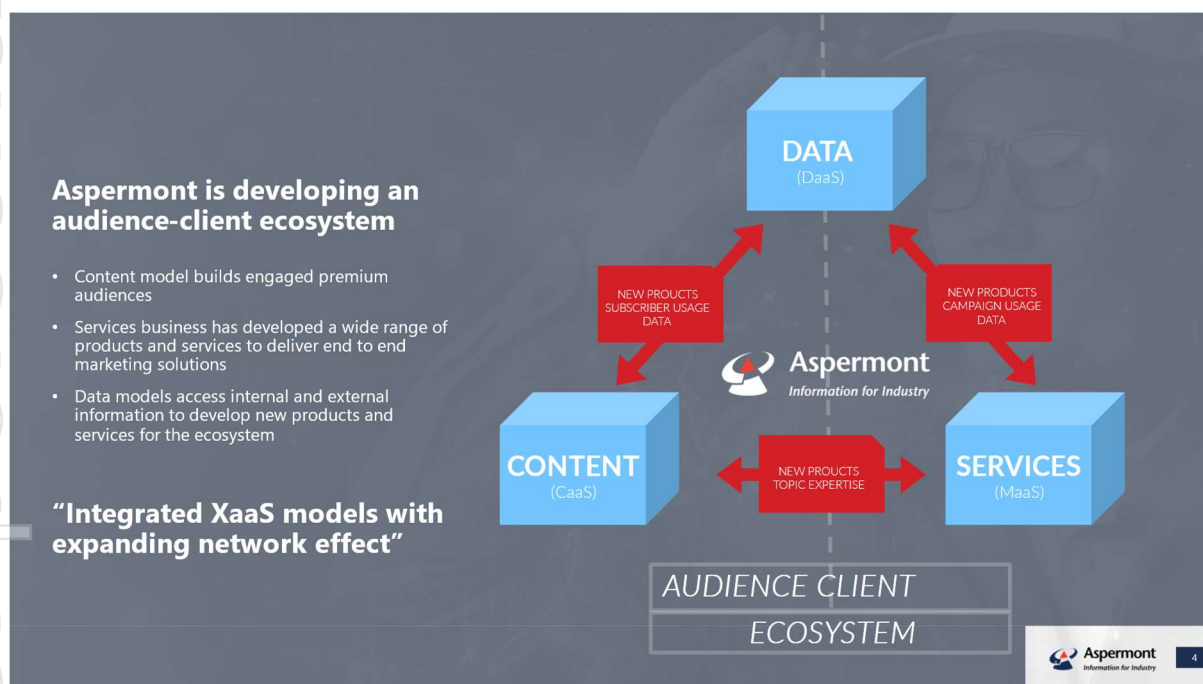 Aspermont is developing an
audience-client ecosystem
• Content model builds engaged premium
audiences
• Services business has developed a wide range of
products and services to deliver end to end
marketing solutions
• Data models access internal and external
information to develop new products and
services for the ecosystem
“Integrated XaaS models with
expanding network effect”
DATA
(DaaS)
NEW PROUCTS
SUBSCRIBER USAGE
DATA
NEW PRODUCTS
CAMPAIGN USAGE
DATA
Aspermont
Information for Industry
CONTENT
(CaaS)
NEW PROUCTS
TOPIC EXPERTISE
SERVICES
(MaaS)
AUDIENCE CLIENT
ECOSYSTEM
Aspermont
Information for Industry
4